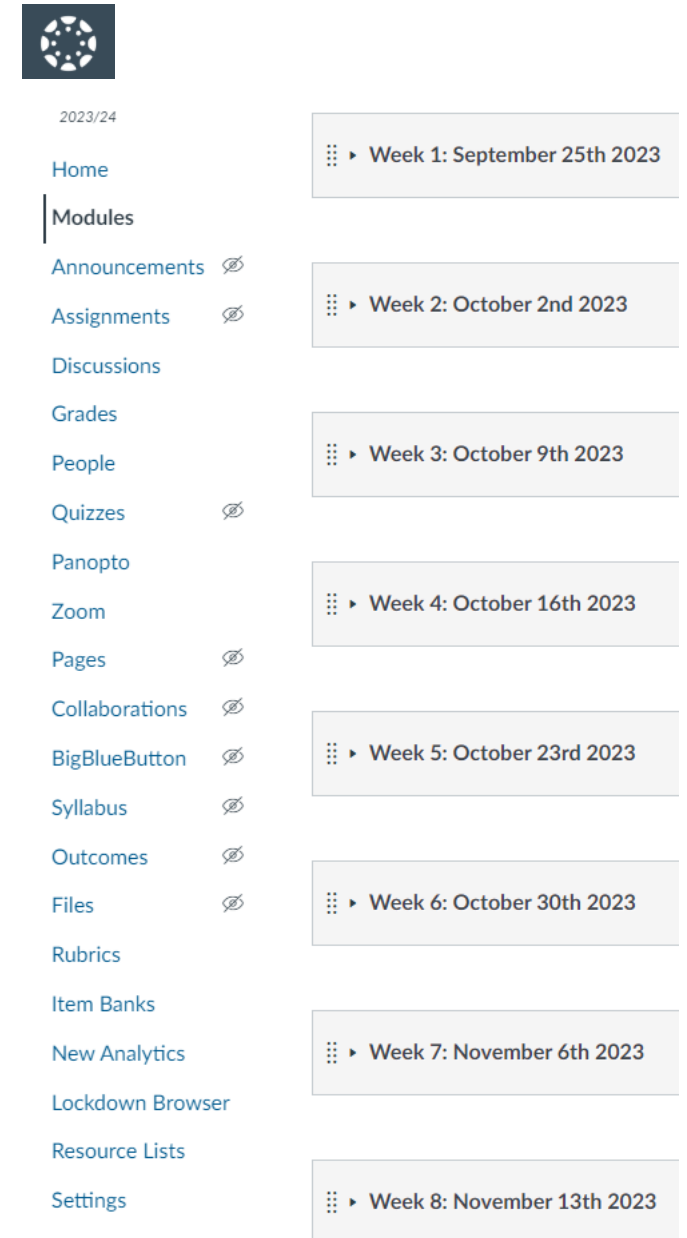 2023/24
Home
Modules
Announcements
Assignments
Discussions
Grades
People
Quizzes
Panopto
Zoom
Pages
Collaborations
BigBlueButton
Syllabus
Outcomes
Files
Rubrics
Item Banks
New Analytics
Lockdown Browser
Resource Lists
Settings
Week 1: September 25th 2023
Week 2: October 2nd 2023
Week 3: October 9th 2023
Week 4: October 16th 2023
Week 5: October 23rd 2023
Week 6: October 30th 2023
Week 7: November 6th 2023
Week 8: November 13th 2023